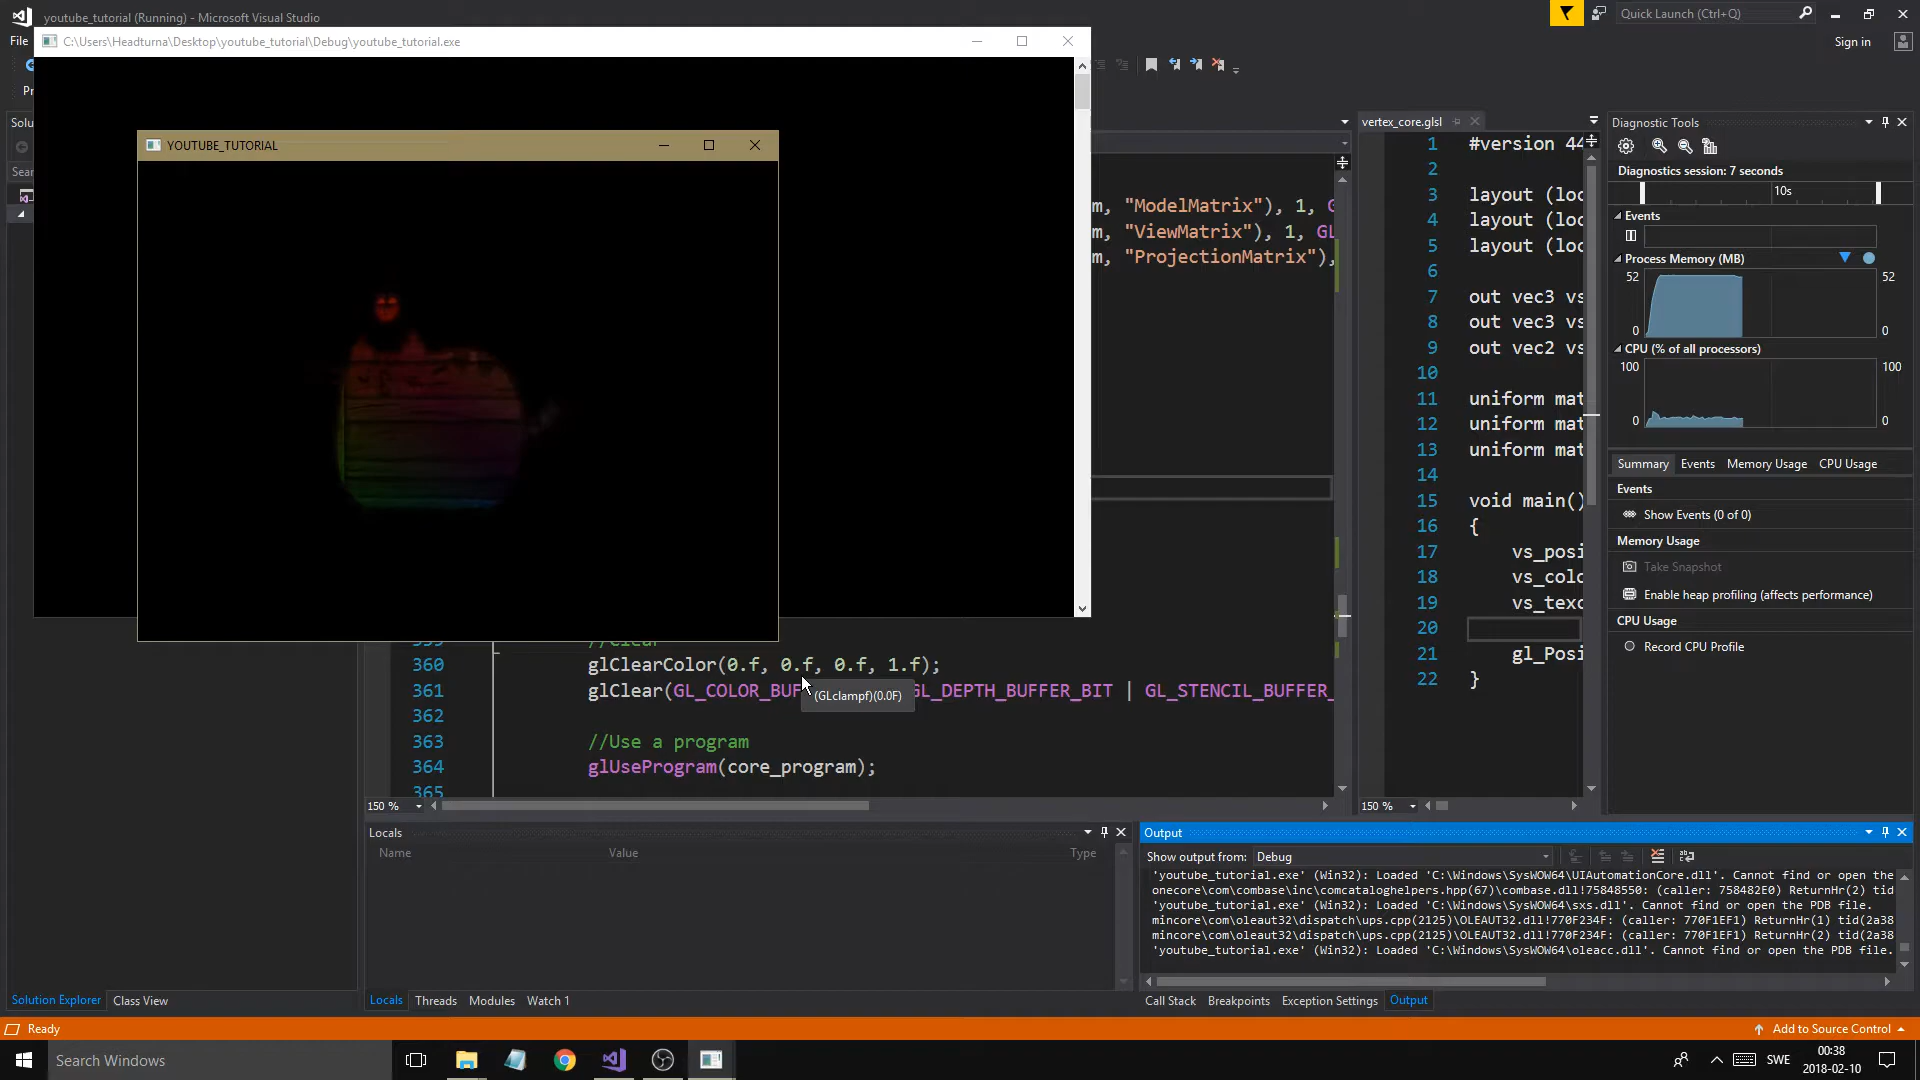 youtube_tutorial (Running) - Microsoft Visual Studio
Quick Launch (Ctrl+Q)
File
C:\Users\Headturna\Desktop\youtube_tutorial\Debug\youtube_tutorial.exe
Sign in
YOUTUBE_TUTORIAL
m, "ModelMatrix"), 1,
m, "ViewMatrix"), 1, GL
m, "ProjectionMatrix"),
//Clear
360 glClearColor(0.f, 0.f, 0.f, 1.f);
361 glClear(GL_COLOR_BUF GL_DEPTH_BUFFER_BIT | GL_STENCIL_BUFFER_
(GLclampf)(0.0F)
362
363 //Use a program
364 glUseProgram(core_program);
365
150 %
vertex_core.glsl
1 #version 44
2
3 layout (loc
4 layout (loc
5 layout (loc
6
7 out vec3 vs
8 out vec3 vs
9 out vec2 vs
10
11 uniform mat
12 uniform mat
13 uniform mat
14
15 void main()
16 {
17 vs_posi
18 vs_colo
19 vs_texc
20
21 gl_Posi
22 }
150 %
Diagnostic Tools
Diagnostics session: 7 seconds
10s
Events
Process Memory (MB)
52 52
0 0
CPU (% of all processors)
100 100
0 0
Summary Events Memory Usage CPU Usage
Events
Show Events (0 of 0)
Memory Usage
Take Snapshot
Enable heap profiling (affects performance)
CPU Usage
Record CPU Profile
Locals
Name Value Type
Output
Show output from: Debug
'youtube_tutorial.exe' (Win32): Loaded 'C:\Windows\SysWOW64\UIAutomationCore.dll'. Cannot find or open the
onecore\com\combase\inc\comcataloghelpers.hpp(67)\combase.dll!75848550: (caller: 758482E0) ReturnHr(2) tid
'youtube_tutorial.exe' (Win32): Loaded 'C:\Windows\SysWOW64\sxs.dll'. Cannot find or open the PDB file.
mincore\com\oleaut32\dispatch\ups.cpp(2125)\OLEAUT32.dll!770F234F: (caller: 770F1EF1) ReturnHr(1) tid(2a38
mincore\com\oleaut32\dispatch\ups.cpp(2125)\OLEAUT32.dll!770F234F: (caller: 770F1EF1) ReturnHr(2) tid(2a38
'youtube_tutorial.exe' (Win32): Loaded 'C:\Windows\SysWOW64\oleacc.dll'. Cannot find or open the PDB file.
Solution Explorer Class View
Locals Threads Modules Watch 1
Call Stack Breakpoints Exception Settings Output
Ready
Add to Source Control
Search Windows
SWE
00:38
2018-02-10